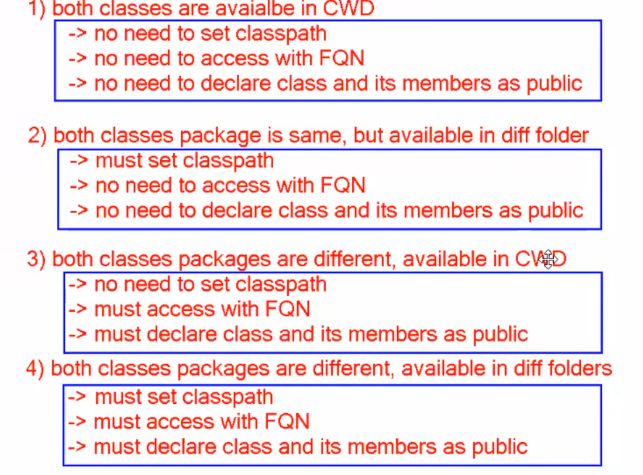 1) both classes are avaialbe in CWD
-> no need to set classpath
-> no need to access with FQN
-> no need to declare class and its members as public
2) both classes package is same, but available in diff folder
-> must set classpath
-> no need to access with FQN
-> no need to declare class and its members as public
3) both classes packages are different, available in CWD
-> no need to set classpath
-> must access with FQN
-> must declare class and its members as public
4) both classes packages are different, available in diff folders
-> must set classpath
-> must access with FQN
-> must declare class and its members as public